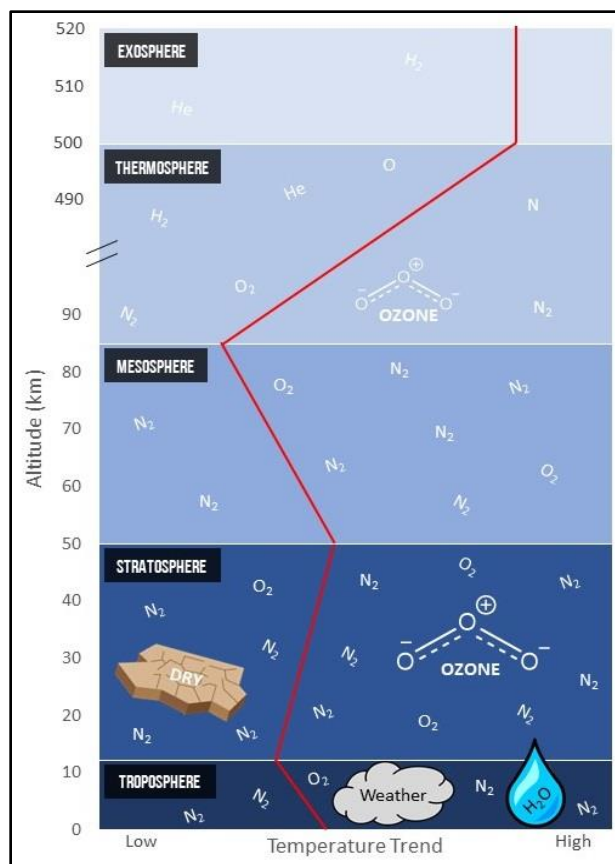 520
EXOSPHERE
H₂
510
He
500
THERMOSPHERE
O
He
490
N
H₂
O₂
O ⊕
− O O −
90
N₂
OZONE
N₂
MESOSPHERE
80
N₂
O₂
N₂
70
N₂
N₂
N₂
O₂
60
N₂
N₂
50
STRATOSPHERE
O₂
N₂
O₂
N₂
40
N₂
⊕
O
− O O −
30
N₂
N₂
DRY
OZONE
N₂
20
N₂
N₂
N₂
O₂
N₂
10
TROPOSPHERE
O₂
Weather
N₂
H₂O
N₂
N₂
N₂
0
Low
Temperature Trend
High
Altitude (km)